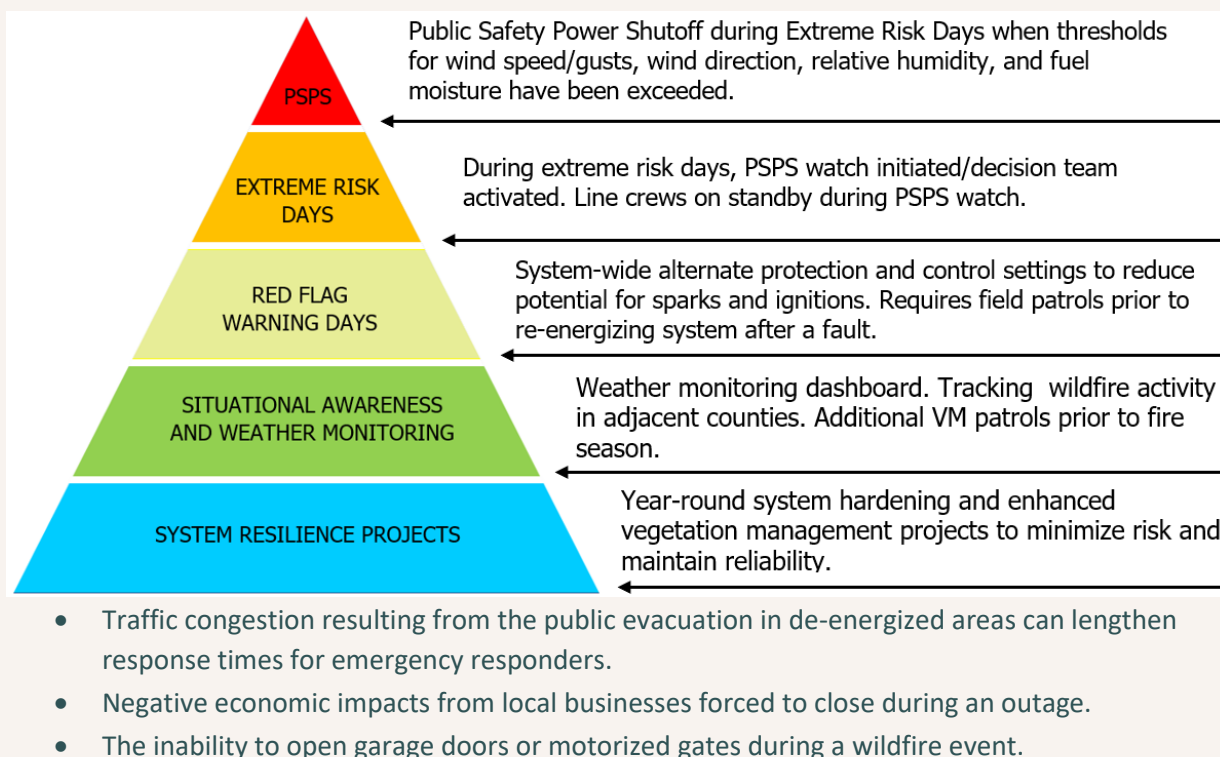 PSPS
Public Safety Power Shutoff during Extreme Risk Days when thresholds
for wind speed/gusts, wind direction, relative humidity, and fuel
moisture have been exceeded.
EXTREME RISK
DAYS
During extreme risk days, PSPS watch initiated/decision team
activated. Line crews on standby during PSPS watch.
RED FLAG
WARNING DAYS
System-wide alternate protection and control settings to reduce
potential for sparks and ignitions. Requires field patrols prior to
re-energizing system after a fault.
SITUATIONAL AWARENESS
AND WEATHER MONITORING
Weather monitoring dashboard. Tracking  wildfire activity
in adjacent counties. Additional VM patrols prior to fire
season.
SYSTEM RESILIENCE PROJECTS
Year-round system hardening and enhanced
vegetation management projects to minimize risk and
maintain reliability.
• Traffic congestion resulting from the public evacuation in de-energized areas can lengthen
response times for emergency responders.
• Negative economic impacts from local businesses forced to close during an outage.
• The inability to open garage doors or motorized gates during a wildfire event.